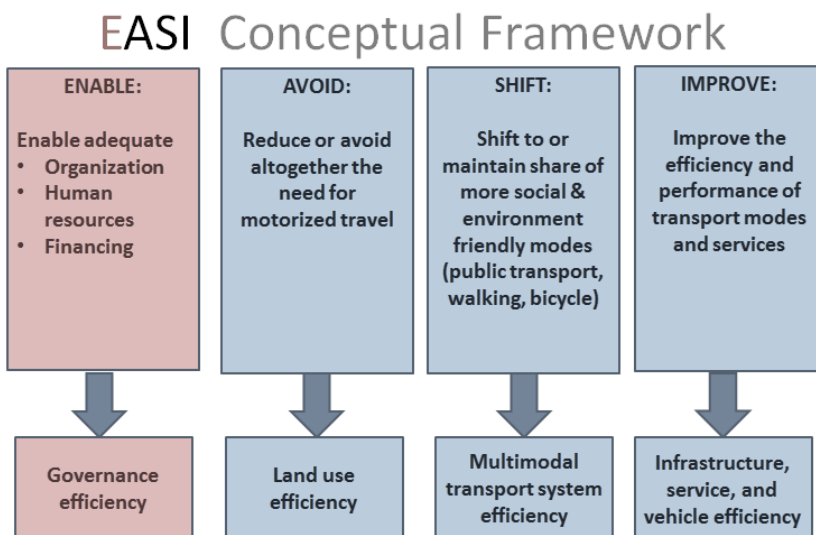 EASI Conceptual Framework
ENABLE:
Enable adequate
• Organization
• Human
resources
• Financing
AVOID:
Reduce or avoid
altogether the
need for
motorized travel
SHIFT:
Shift to or
maintain share of
more social &
environment
friendly modes
(public transport,
walking, bicycle)
IMPROVE:
Improve the
efficiency and
performance of
transport modes
and services
Governance
efficiency
Land use
efficiency
Multimodal
transport system
efficiency
Infrastructure,
service, and
vehicle efficiency